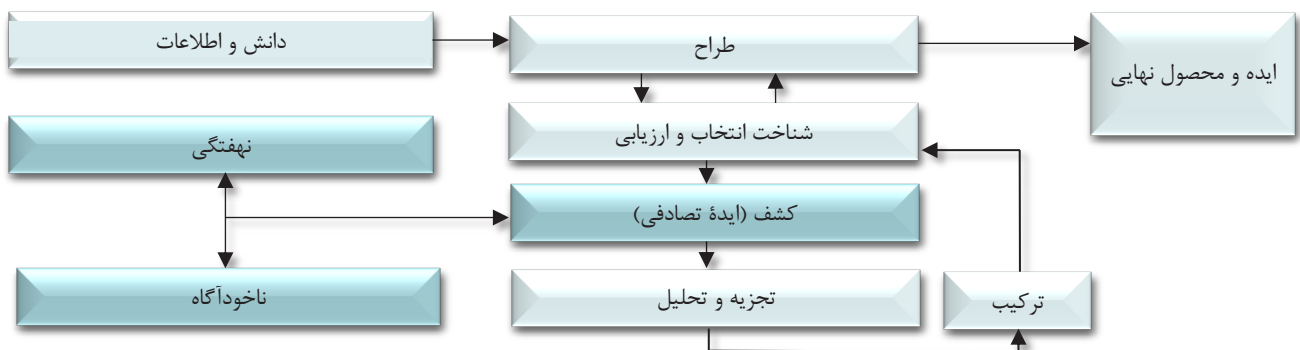 دانش و اطلاعات
طراح
ایده و محصول نهایی
شناخت انتخاب و ارزیابی
نهفتگی
کشف (ایدهٔ تصادفی)
ناخودآگاه
تجزیه و تحلیل
ترکیب